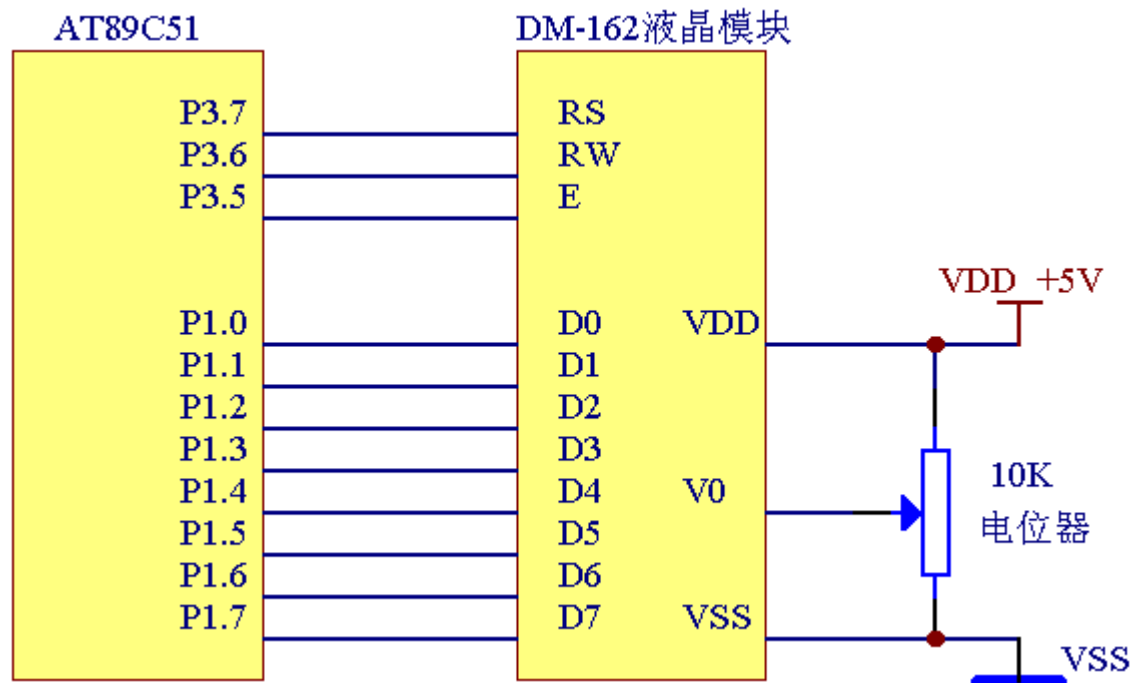 AT89C51 DM-162液晶模块
P3.7 RS
P3.6 RW
P3.5 E
VDD +5V
P1.0 D0 VDD
P1.1 D1
P1.2 D2
P1.3 D3
P1.4 D4 V0 10K
P1.5 D5 电位器
P1.6 D6
P1.7 D7 VSS
VSS